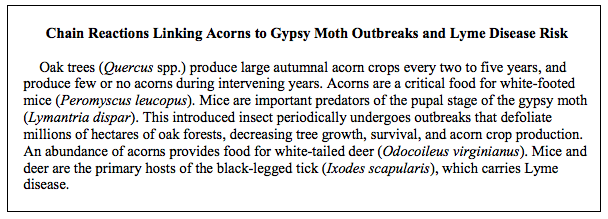 Chain Reactions Linking Acorns to Gypsy Moth Outbreaks and Lyme Disease Risk
Oak trees (Quercus spp.) produce large autumnal acorn crops every two to five years, and
produce few or no acorns during intervening years. Acorns are a critical food for white-footed
mice (Peromyscus leucopus). Mice are important predators of the pupal stage of the gypsy moth
(Lymantria dispar). This introduced insect periodically undergoes outbreaks that defoliate
millions of hectares of oak forests, decreasing tree growth, survival, and acorn crop production.
An abundance of acorns provides food for white-tailed deer (Odocoileus virginianus). Mice and
deer are the primary hosts of the black-legged tick (Ixodes scapularis), which carries Lyme
disease.